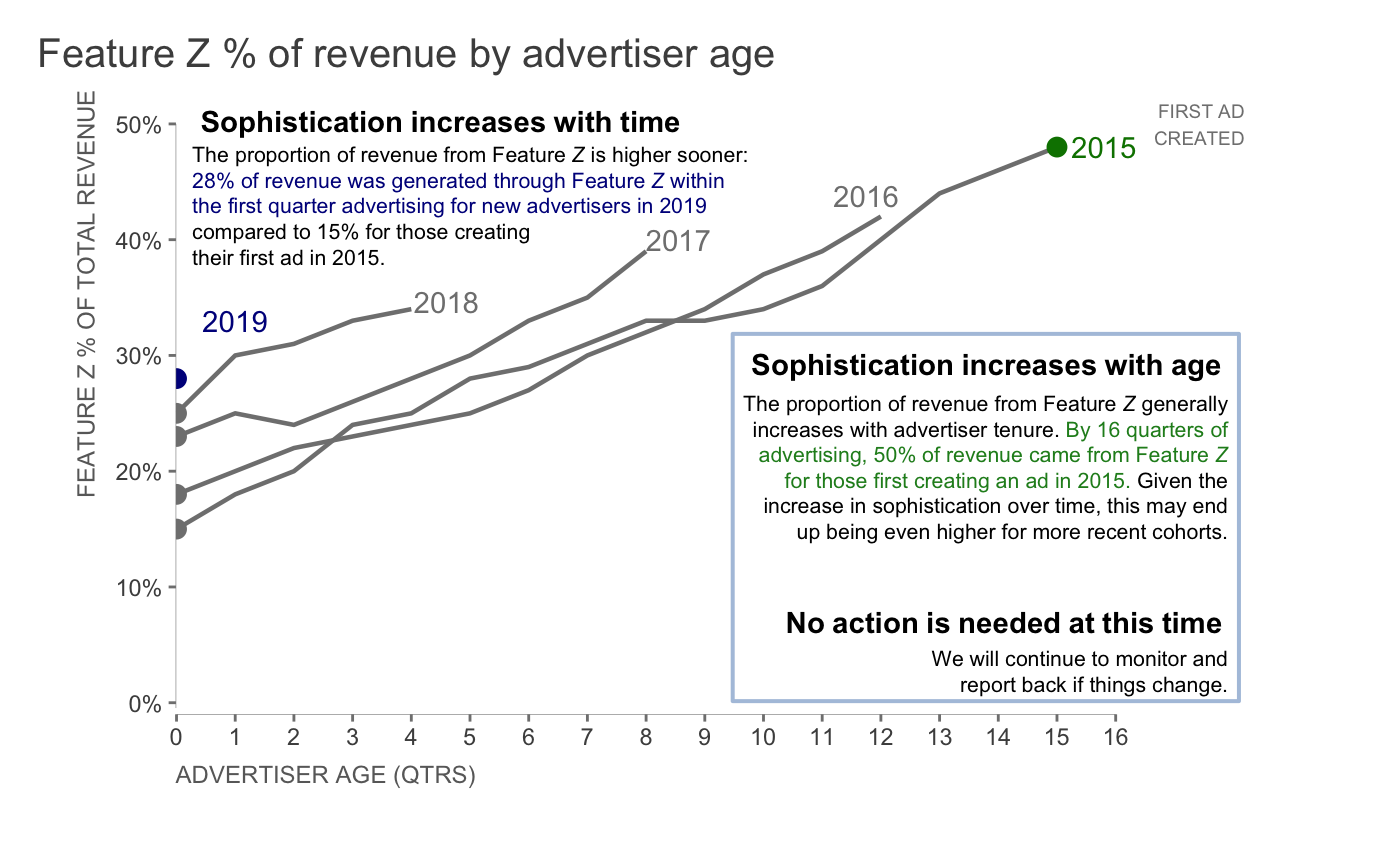 Feature Z % of revenue by advertiser age
FEATURE Z % OF TOTAL REVENUE
50%
40%
30%
20%
10%
0%
Sophistication increases with time
The proportion of revenue from Feature Z is higher sooner:
28% of revenue was generated through Feature Z within
the first quarter advertising for new advertisers in 2019
compared to 15% for those creating
their first ad in 2015.
FIRST AD
CREATED
2015
2016
2017
2018
2019
Sophistication increases with age
The proportion of revenue from Feature Z generally
increases with advertiser tenure. By 16 quarters of
advertising, 50% of revenue came from Feature Z
for those first creating an ad in 2015. Given the
increase in sophistication over time, this may end
up being even higher for more recent cohorts.
No action is needed at this time
We will continue to monitor and
report back if things change.
0 1 2 3 4 5 6 7 8 9 10 11 12 13 14 15 16
ADVERTISER AGE (QTRS)